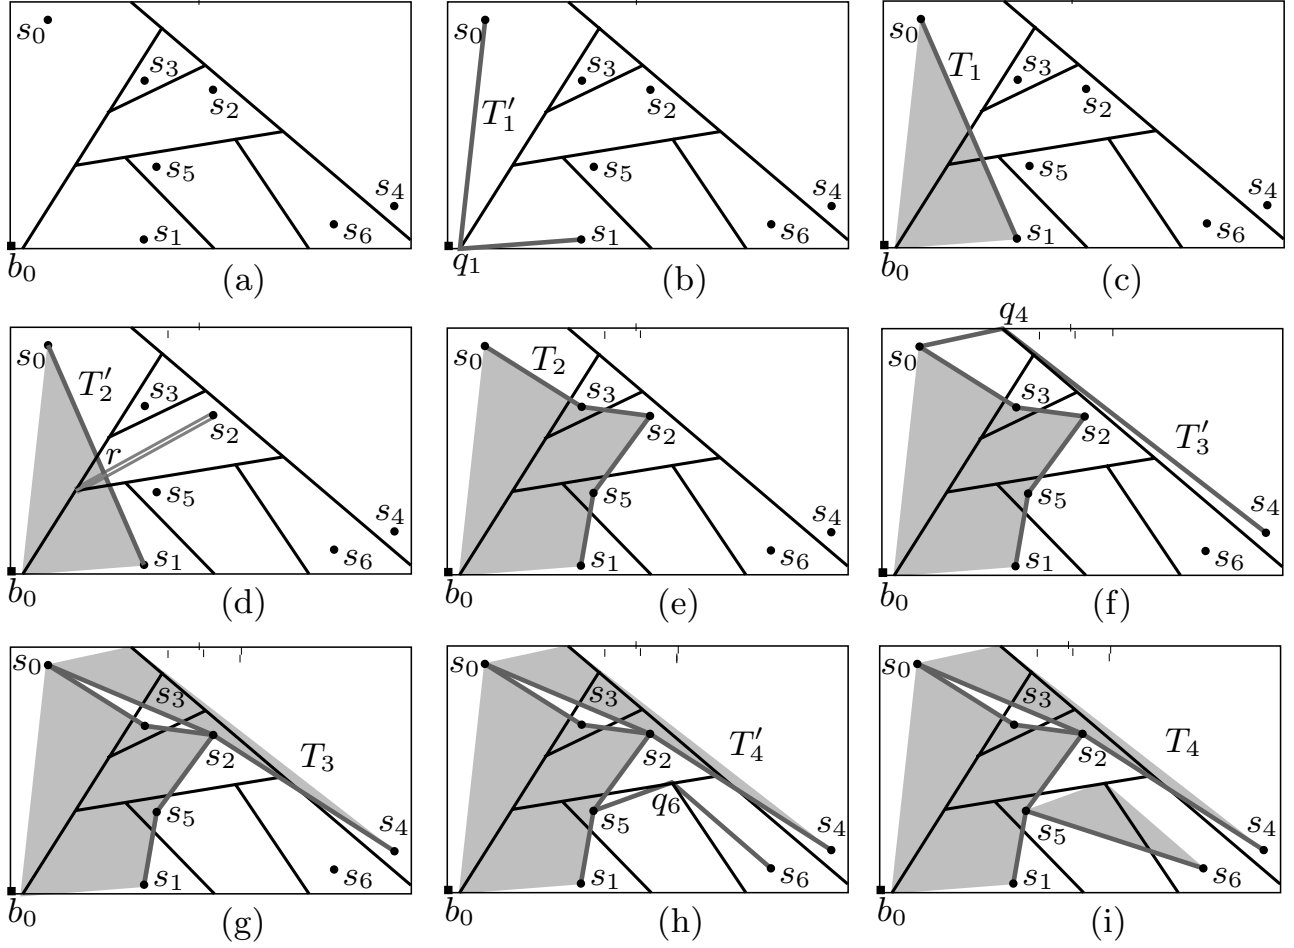 s₀ s₃ s₂ s₅ s₄ s₁ s₆ b₀ (a)
s₀ s₃ T₁′ s₂ s₅ s₄ s₁ s₆ q₁ (b)
s₀ T₁ s₃ s₂ s₅ s₄ s₁ s₆ b₀ (c)
s₀ T₂′ s₃ s₂ r s₅ s₄ s₁ s₆ b₀ (d)
s₀ T₂ s₃ s₂ s₅ s₄ s₁ s₆ b₀ (e)
q₄ s₀ s₃ s₂ T₃′ s₅ s₄ s₁ s₆ b₀ (f)
s₀ s₃ s₂ T₃ s₅ s₄ s₁ s₆ b₀ (g)
s₀ s₃ s₂ T₄′ q₆ s₅ s₄ s₁ s₆ b₀ (h)
s₀ s₃ s₂ T₄ s₅ s₄ s₁ s₆ b₀ (i)